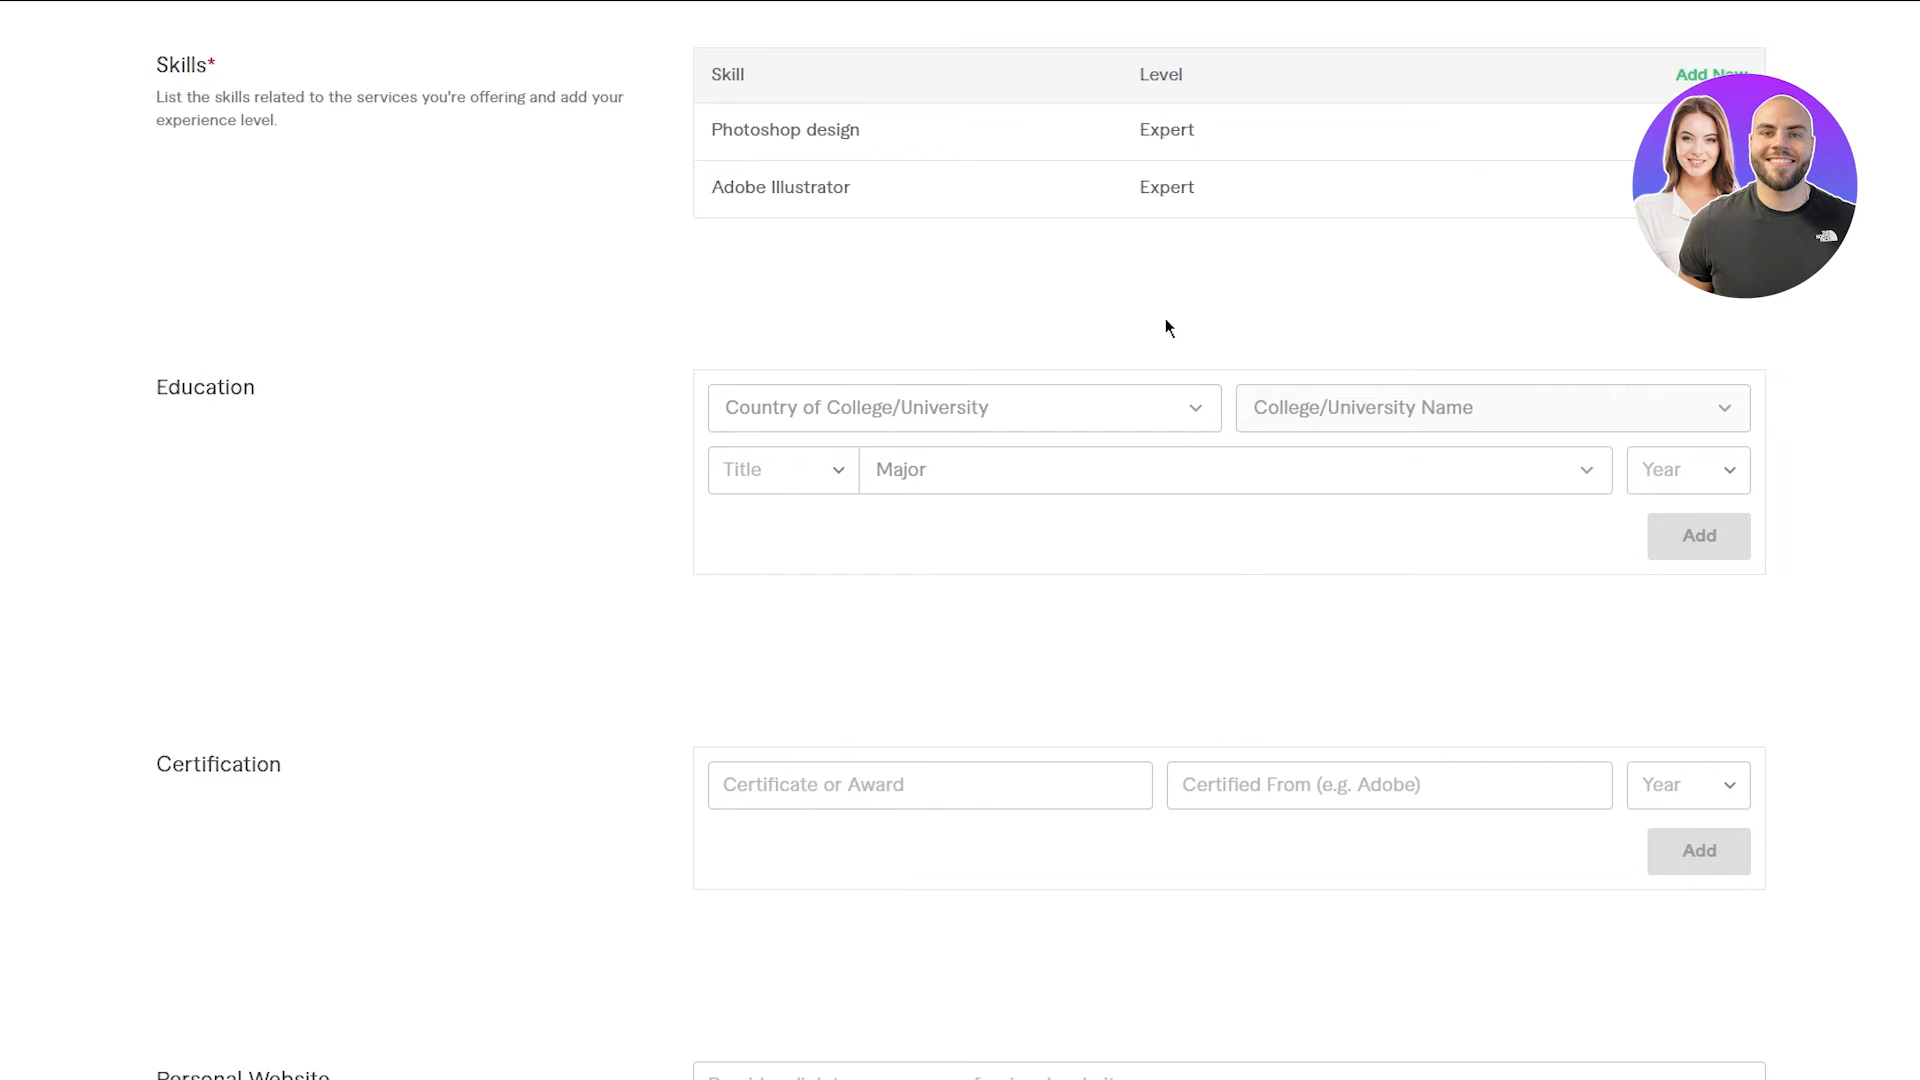 Skills*
List the skills related to the services you're offering and add your
experience level.
Skill Level Add New
Photoshop design Expert
Adobe Illustrator Expert
Education
Country of College/University College/University Name
Title Major Year
Add
Certification
Certificate or Award Certified From (e.g. Adobe) Year
Add
Personal Website